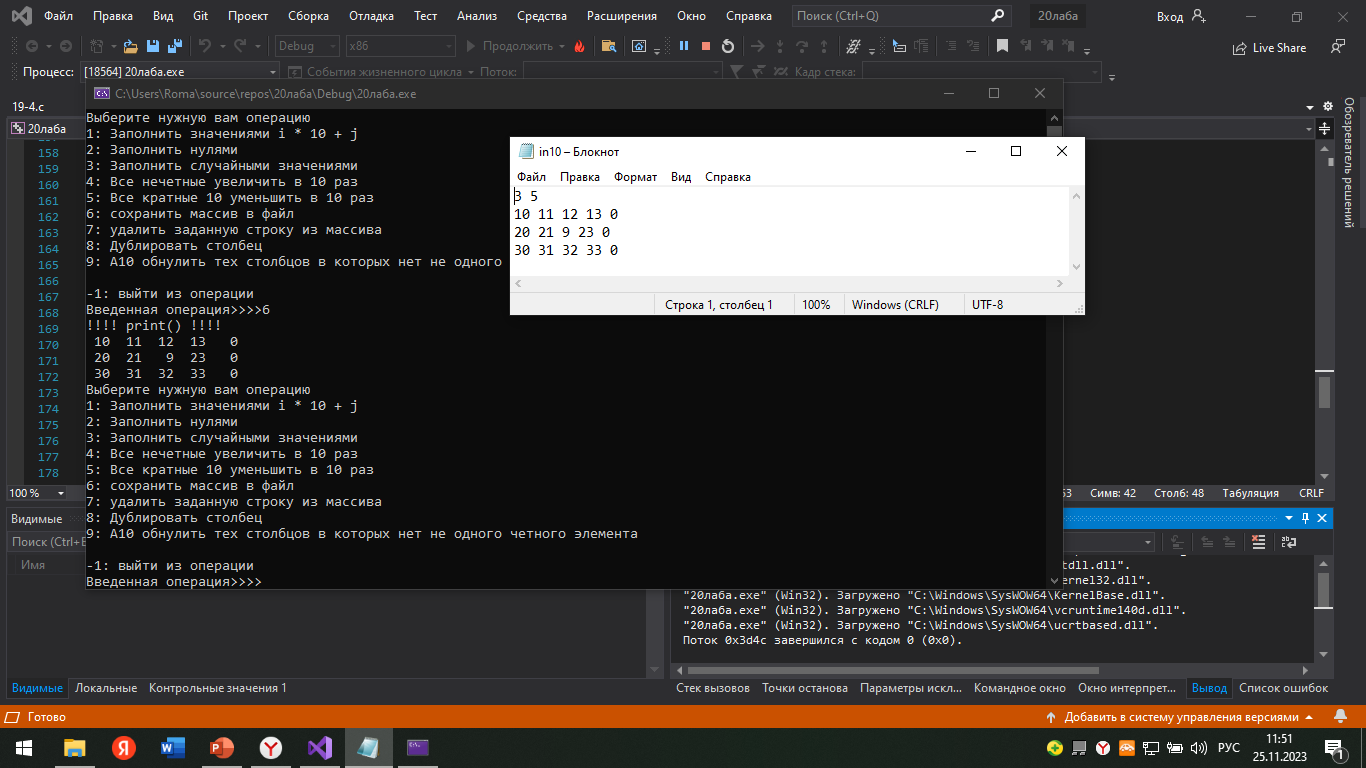 Файл Правка Вид Git Проект Сборка Отладка Тест Анализ Средства Расширения Окно Справка Поиск (Ctrl+Q) 20лаба Вход
Debug x86 Продолжить Live Share
Процесс: [18564] 20лаба.exe События жизненного цикла Поток: Кадр стека:
19-4.c
20лаба
Обозреватель решений
158
159
160
161
162
163
164
165
166
167
168
169
170
171
172
173
174
175
176
177
178
100 %
C:\Users\Roma\source\repos\20лаба\Debug\20лаба.exe
Выберите нужную вам операцию
1: Заполнить значениями i * 10 + j
2: Заполнить нулями
3: Заполнить случайными значениями
4: Все нечетные увеличить в 10 раз
5: Все кратные 10 уменьшить в 10 раз
6: сохранить массив в файл
7: удалить заданную строку из массива
8: Дублировать столбец
9: А10 обнулить тех столбцов в которых нет не одного
-1: выйти из операции
Введенная операция>>>>6
!!!! print() !!!!
10 11 12 13 0
20 21 9 23 0
30 31 32 33 0
Выберите нужную вам операцию
1: Заполнить значениями i * 10 + j
2: Заполнить нулями
3: Заполнить случайными значениями
4: Все нечетные увеличить в 10 раз
5: Все кратные 10 уменьшить в 10 раз
6: сохранить массив в файл
7: удалить заданную строку из массива
8: Дублировать столбец
9: А10 обнулить тех столбцов в которых нет не одного четного элемента
-1: выйти из операции
Введенная операция>>>>
in10 – Блокнот
Файл Правка Формат Вид Справка
3 5
10 11 12 13 0
20 21 9 23 0
30 31 32 33 0
Строка 1, столбец 1 100% Windows (CRLF) UTF-8
Симв: 42 Столб: 48 Табуляция CRLF
Видимые
Поиск (Ctrl+E
Имя
tdll.dll".
ernel32.dll".
"20лаба.exe" (Win32). Загружено "C:\Windows\SysWOW64\KernelBase.dll".
"20лаба.exe" (Win32). Загружено "C:\Windows\SysWOW64\vcruntime140d.dll".
"20лаба.exe" (Win32). Загружено "C:\Windows\SysWOW64\ucrtbased.dll".
Поток 0x3d4c завершился с кодом 0 (0x0).
Видимые Локальные Контрольные значения 1
Стек вызовов Точки останова Параметры искл... Командное окно Окно интерпрет... Вывод Список ошибок
Готово Добавить в систему управления версиями
РУС 11:51
25.11.2023
1